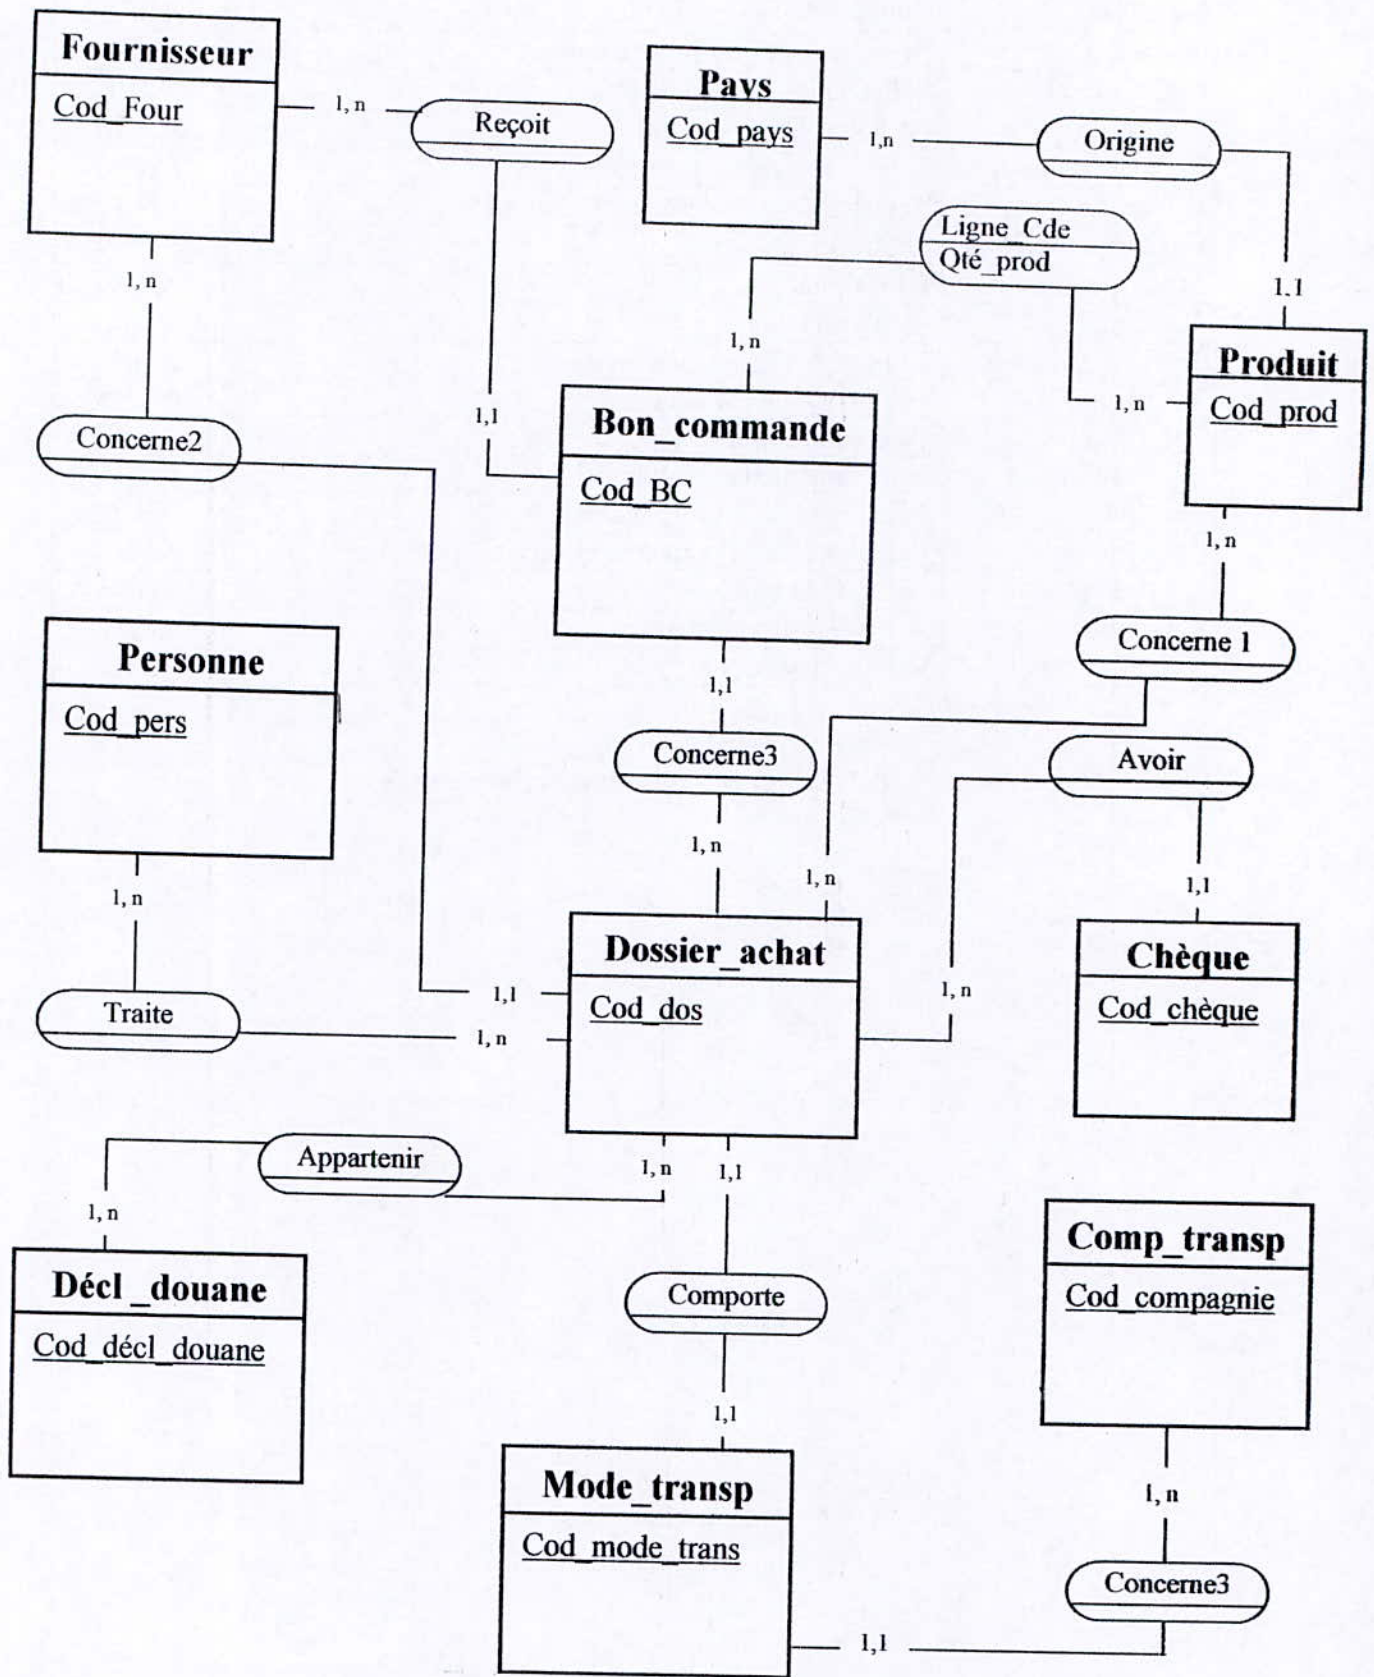 Fournisseur
Cod_Four
1, n
Reçoit
Pays
Cod_pays
1,n
Origine
Ligne_Cde
Qté_prod
1, n
1,n
1,1
Produit
Cod_prod
1, n
1,1
Bon_commande
Cod_BC
Concerne2
1, n
Concerne 1
Personne
Cod_pers
1,1
Concerne3
Avoir
1, n
1, n
1, n
1,1
Dossier_achat
Cod_dos
Chèque
Cod_chèque
1,1
1, n
Traite
1, n
Appartenir
1, n
1,1
1, n
Décl_douane
Cod_décl_douane
Comporte
Comp_transp
Cod_compagnie
1,1
Mode_transp
Cod_mode_trans
1, n
Concerne3
1,1